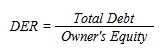 DER = Total Debt
Owner's Equity